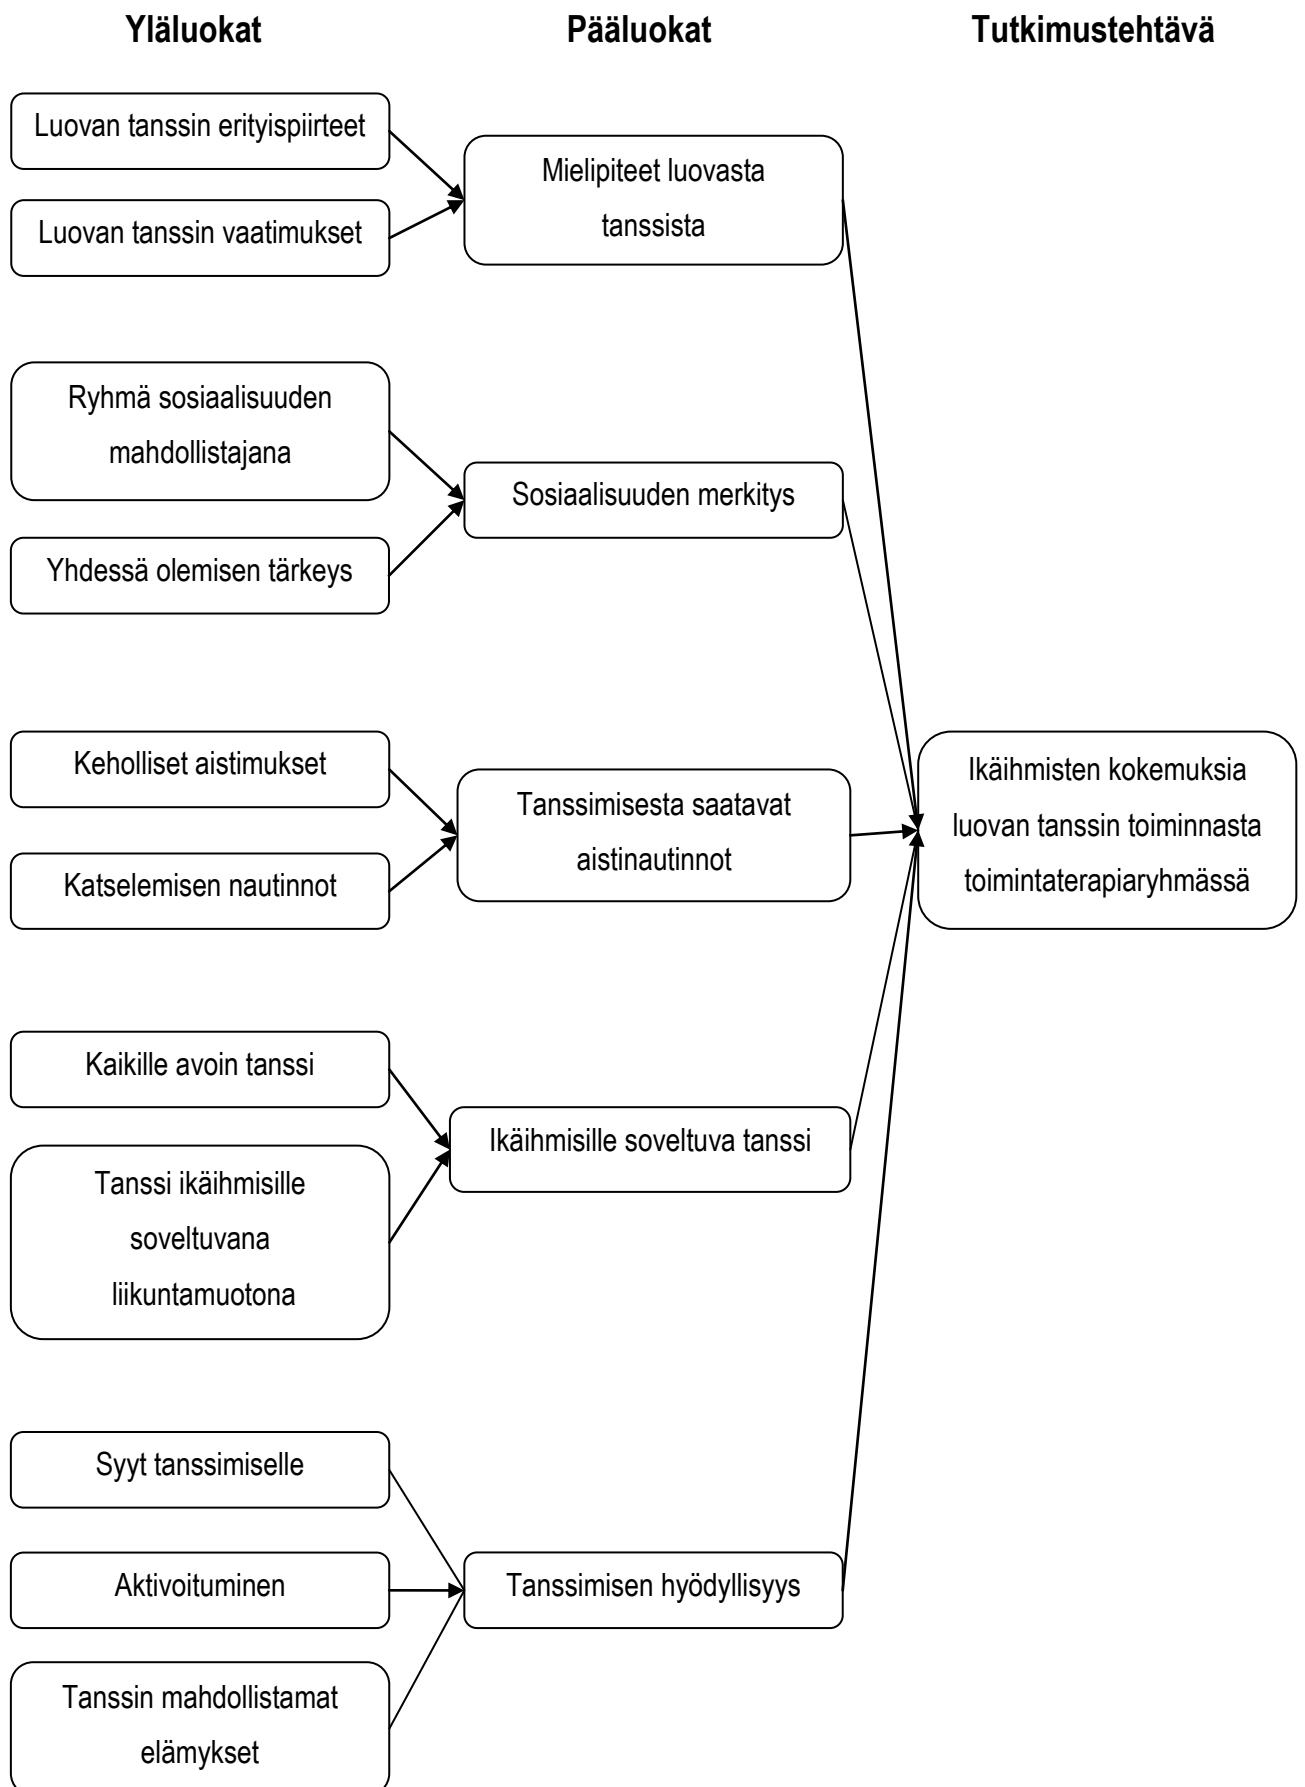 Yläluokat
Pääluokat
Tutkimustehtävä
Luovan tanssin erityispiirteet
Luovan tanssin vaatimukset
Mielipiteet luovasta
tanssista
Ryhmä sosiaalisuuden
mahdollistajana
Yhdessä olemisen tärkeys
Sosiaalisuuden merkitys
Keholliset aistimukset
Katselemisen nautinnot
Tanssimisesta saatavat
aistinautinnot
Ikäihmisten kokemuksia
luovan tanssin toiminnasta
toimintaterapiaryhmässä
Kaikille avoin tanssi
Tanssi ikäihmisille
soveltuvana
liikuntamuotona
Ikäihmisille soveltuva tanssi
Syyt tanssimiselle
Aktivoituminen
Tanssin mahdollistamat
elämykset
Tanssimisen hyödyllisyys